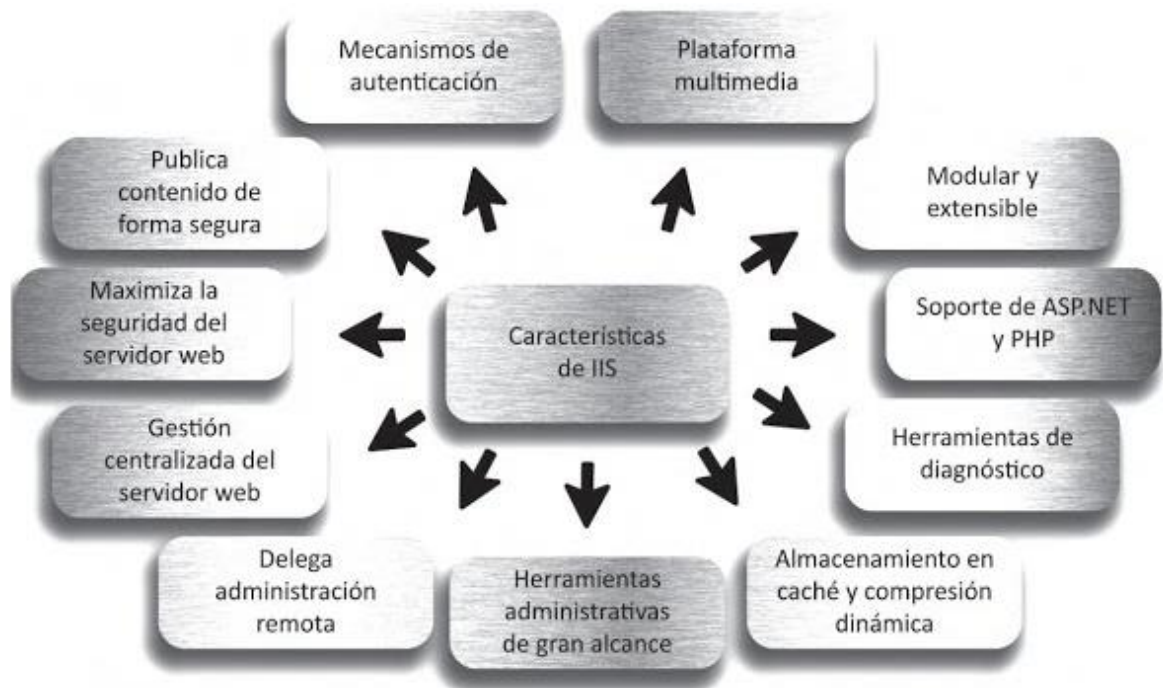 Mecanismos de
autenticación
Plataforma
multimedia
Publica
contenido de
forma segura
Modular y
extensible
Maximiza la
seguridad del
servidor web
Características
de IIS
Soporte de ASP.NET
y PHP
Gestión
centralizada del
servidor web
Herramientas de
diagnóstico
Delega
administración
remota
Herramientas
administrativas
de gran alcance
Almacenamiento en
caché y compresión
dinámica